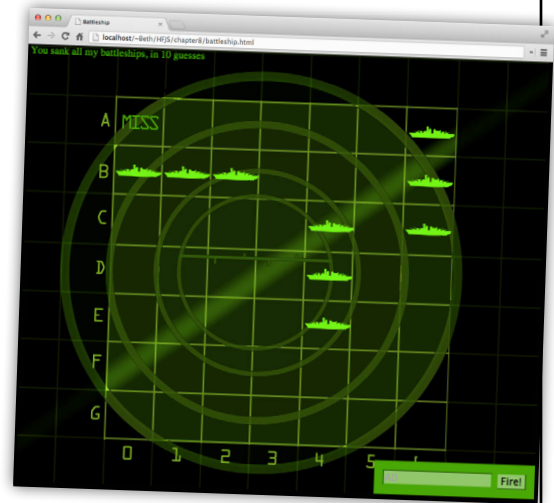 Battleship
localhost/~Beth/HFJS/chapter8/battleship.html
You sank all my battleships, in 10 guesses
A MISS
B
C
D
E
F
G
0 1 2 3 4 5
Fire!